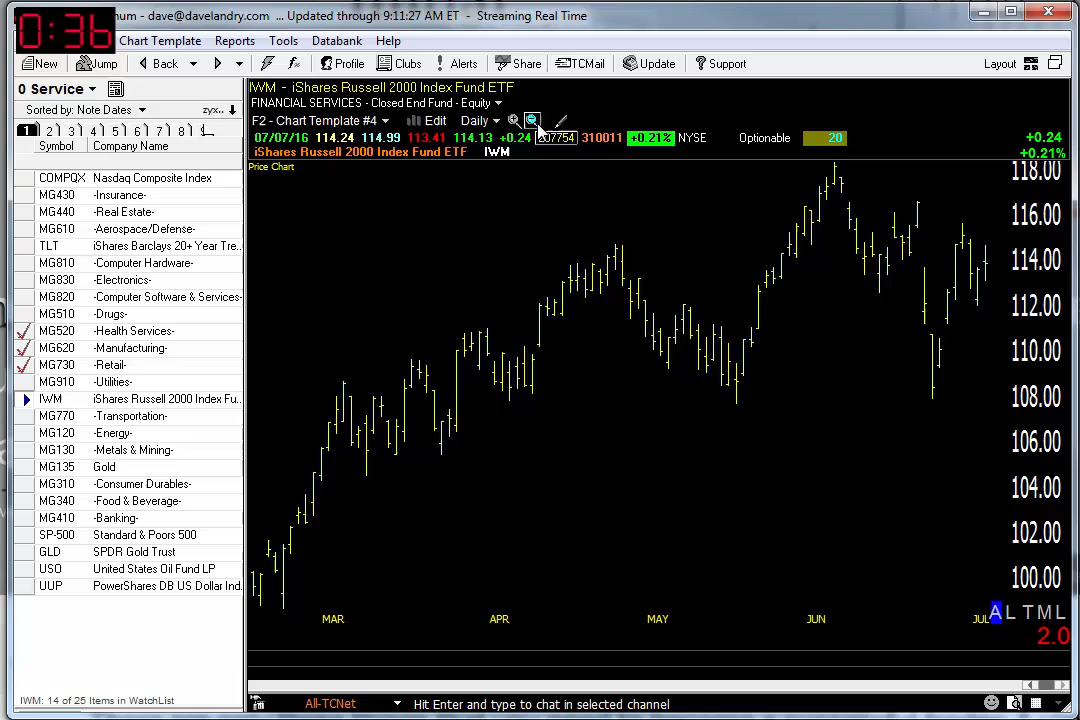 0:36
num - dave@davelandry.com ... Updated through 9:11:27 AM ET - Streaming Real Time
Chart Template Reports Tools Database Help
New Jump Back Profile Clubs Alerts Share TCMail Update Support Layout
0 Service
Sorted by: Note Dates zyx..
1 2 3 4 5 6 7 8
Symbol Company Name
COMPQX Nasdaq Composite Index
MG430 -Insurance-
MG440 -Real Estate-
MG610 -Aerospace/Defense-
TLT iShares Barclays 20+ Year Tre..
MG810 -Computer Hardware-
MG830 -Electronics-
MG820 -Computer Software & Services-
MG510 -Drugs-
MG520 -Health Services-
MG620 -Manufacturing-
MG730 -Retail-
MG910 -Utilities-
IWM iShares Russell 2000 Index Fu..
MG770 -Transportation-
MG120 -Energy-
MG130 -Metals & Mining-
MG135 Gold
MG310 -Consumer Durables-
MG340 -Food & Beverage-
MG410 -Banking-
SP-500 Standard & Poors 500
GLD SPDR Gold Trust
USO United States Oil Fund LP
UUP PowerShares DB US Dollar Ind.
IWM: 14 of 25 Items in WatchList
IWM - iShares Russell 2000 Index Fund ETF
FINANCIAL SERVICES - Closed End Fund - Equity
F2 - Chart Template #4 Edit Daily
07/07/16 114.24 114.99 113.41 114.13 +0.24 207754 310011 +0.21% NYSE Optionable 20 +0.24
iShares Russell 2000 Index Fund ETF IWM +0.21%
Price Chart
118.00
116.00
114.00
112.00
110.00
108.00
106.00
104.00
102.00
100.00
MAR APR MAY JUN JUL
A L T M L
2.0
All-TCNet Hit Enter and type to chat in selected channel